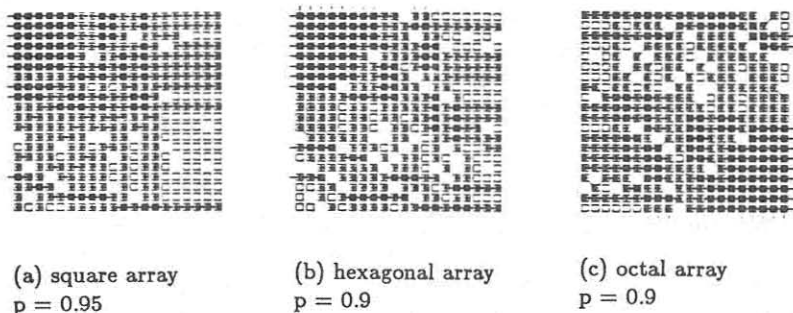 (a) square array
p = 0.95
(b) hexagonal array
p = 0.9
(c) octal array
p = 0.9